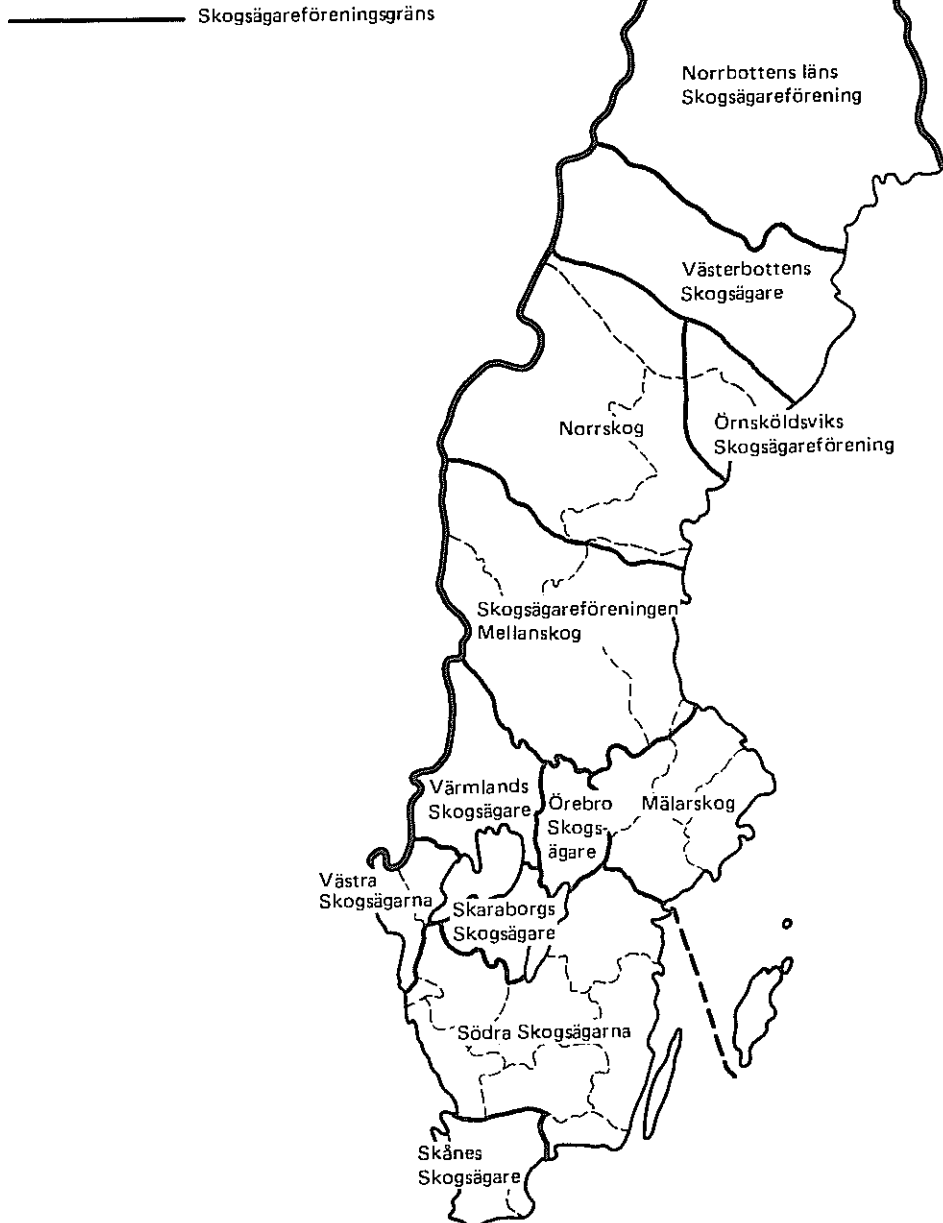 Skogsägareföreningsgräns
Norrbottens läns
Skogsägareförening
Västerbottens
Skogsägare
Norrskog
Örnsköldsviks
Skogsägareförening
Skogsägareföreningen
Mellanskog
Värmlands
Skogsägare
Örebro
Skogs-
ägare
Mälarskog
Västra
Skogsägarna
Skaraborgs
Skogsägare
Södra Skogsägarna
Skånes
Skogsägare